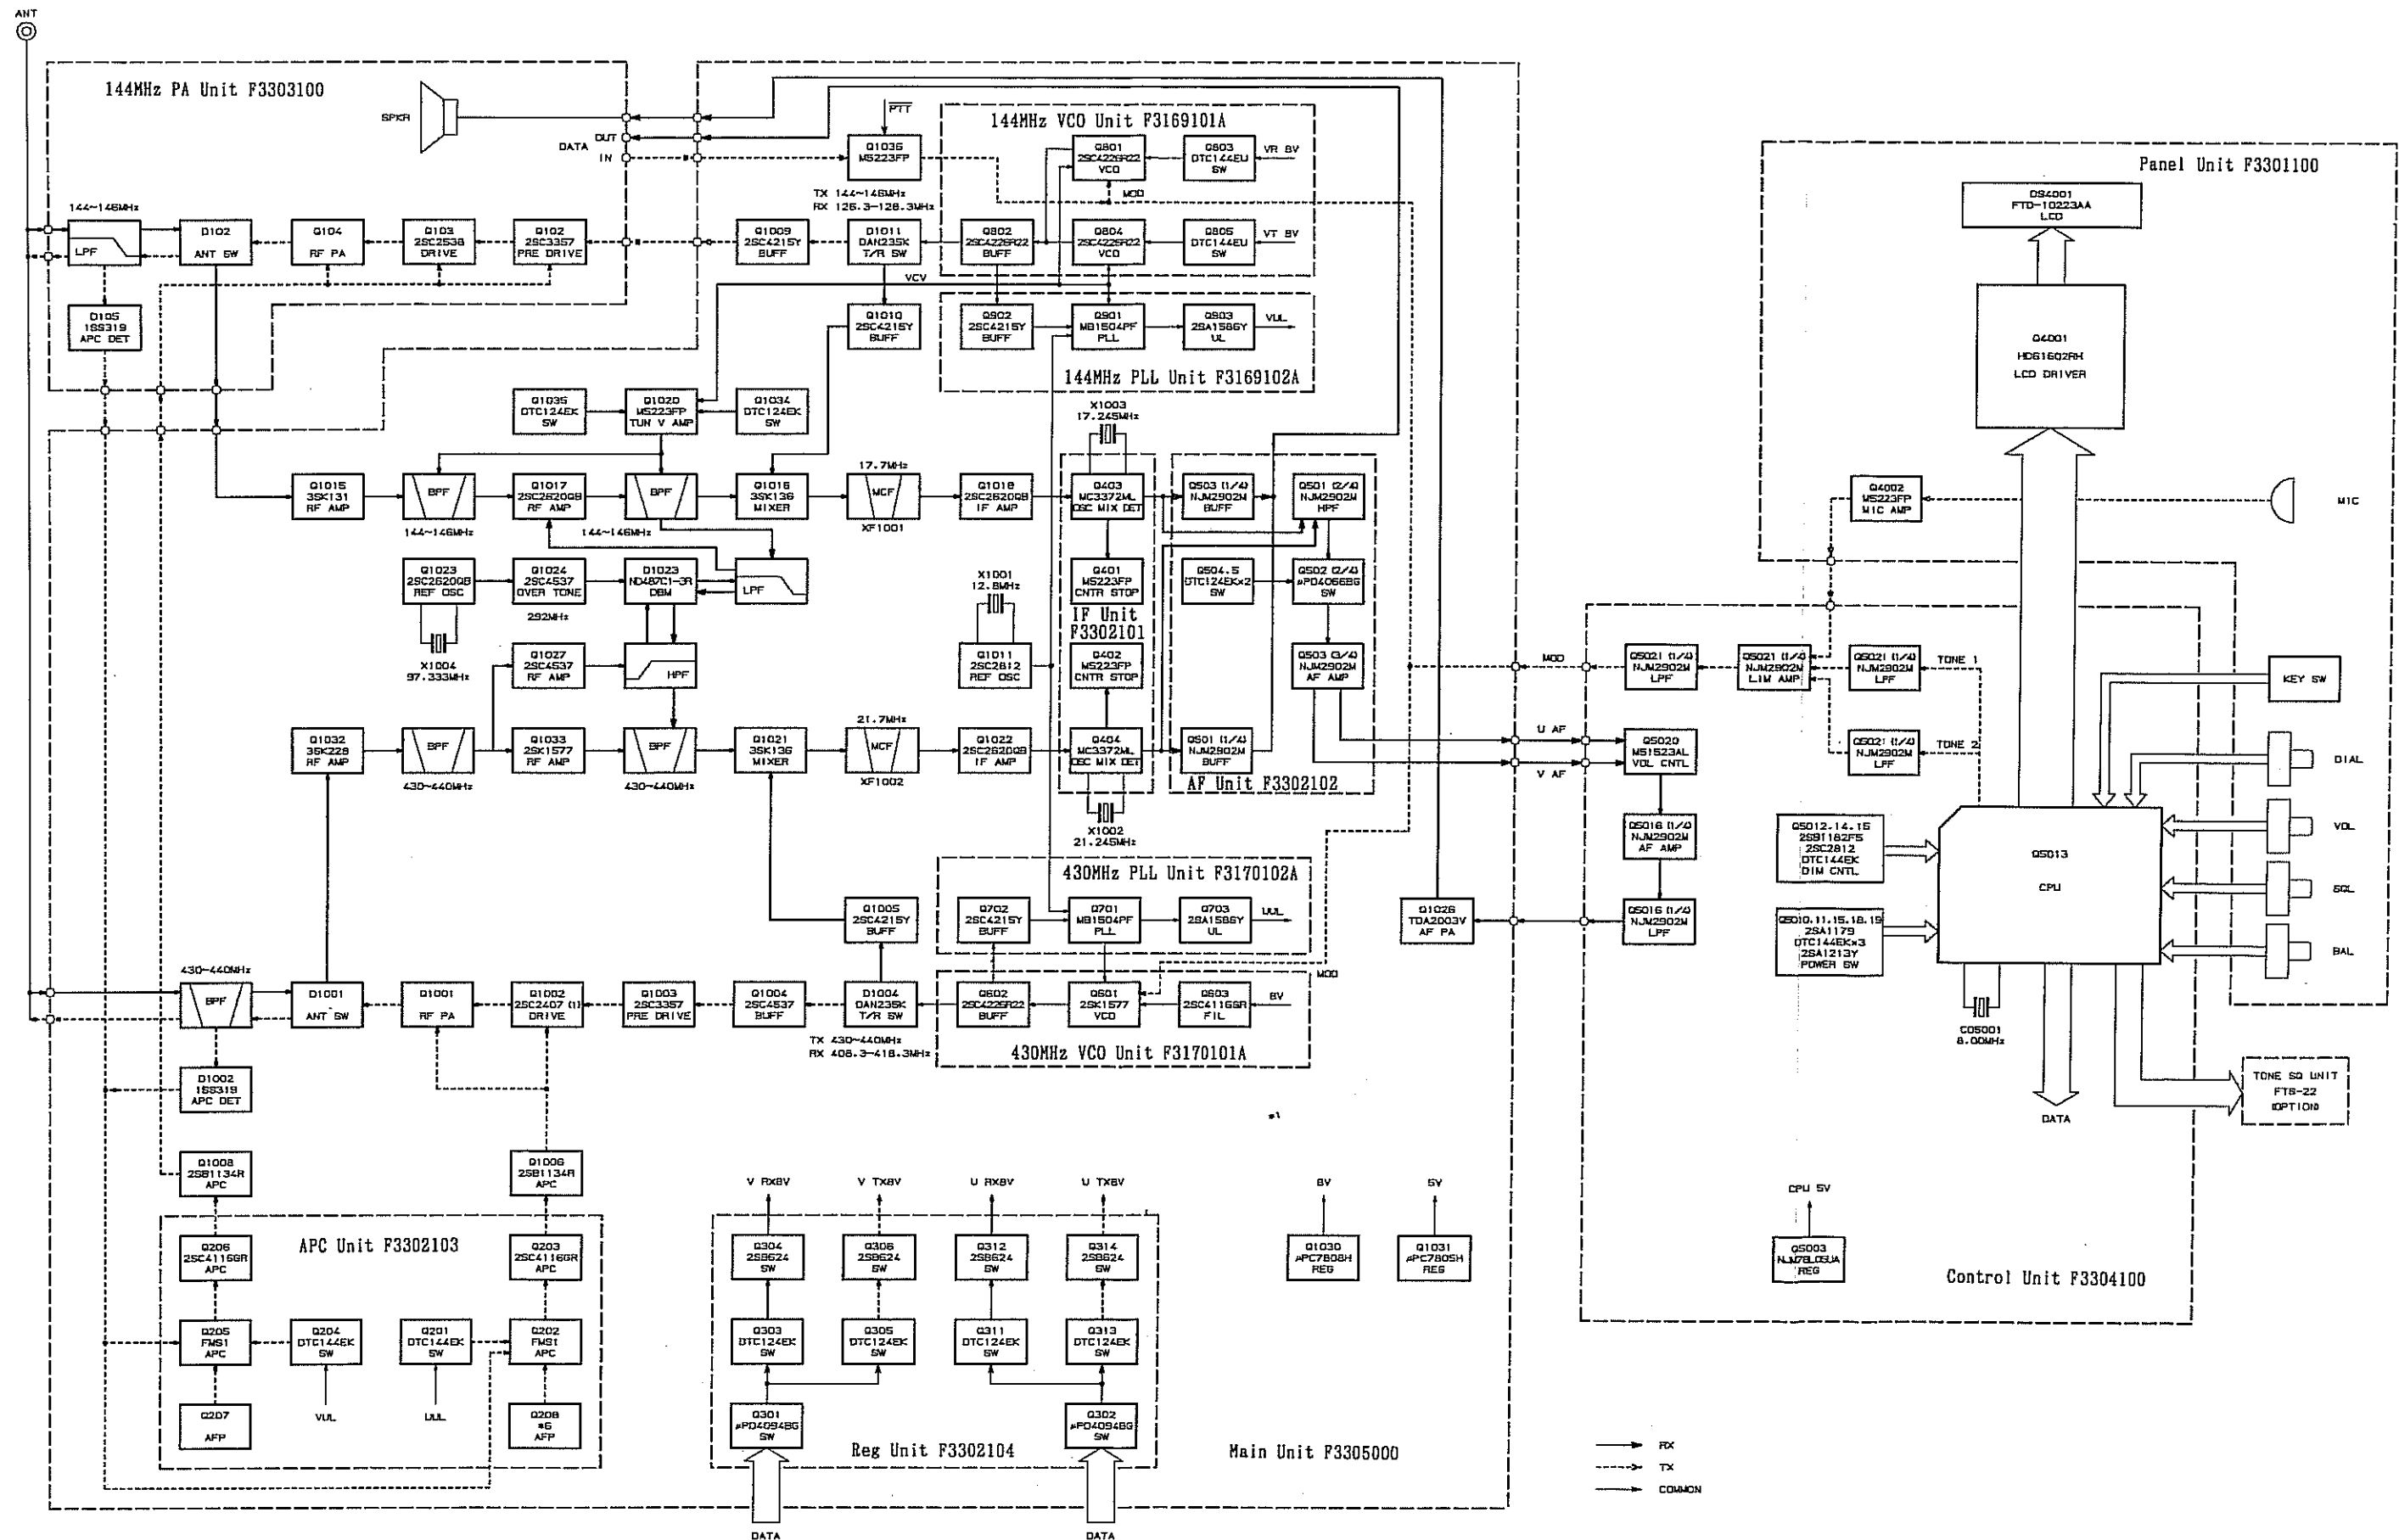 ANT
144MHz PA Unit F3303100
SPKR
DATA
OUT
IN
PTT
Q1036
M5223FP
144MHz VCO Unit F3169101A
Q801
2SC4226R22
VCO
Q803
DTC144EU
SW
VR 8V
MOD
TX 144~146MHz
RX 126.3~128.3MHz
144~146MHz
LPF
D102
ANT SW
Q104
RF PA
Q103
2SC2538
DRIVE
Q102
2SC3357
PRE DRIVE
Q1009
2SC4215Y
BUFF
D1011
DAN235K
T/R SW
Q802
2SC4226R22
BUFF
Q804
2SC4226R22
VCO
Q805
DTC144EU
SW
VT 8V
VCV
D105
1SS319
APC DET
Q1010
2SC4215Y
BUFF
Q902
2SC4215Y
BUFF
Q901
MB1504PF
PLL
Q903
2SA1586Y
UL
VUL
144MHz PLL Unit F3169102A
Q1035
DTC124EK
SW
Q1020
M5223FP
TUN V AMP
Q1034
DTC124EK
SW
X1003
17.245MHz
Q1015
3SK131
RF AMP
BPF
144~146MHz
Q1017
2SC2620QB
RF AMP
BPF
144~146MHz
Q1016
3SK136
MIXER
17.7MHz
MCF
XF1001
Q1018
2SC2620QB
IF AMP
Q403
MC3372ML
OSC MIX DET
Q503 (1/4)
NJM2902M
BUFF
Q501 (2/4)
NJM2902M
HPF
Q1023
2SC2620QB
REF OSC
Q1024
2SC4537
OVER TONE
292MHz
D1023
ND487C1-3R
DBM
LPF
X1001
12.8MHz
Q401
M5223FP
CNTR STOP
Q504.5
DTC124EK×2
SW
Q502 (2/4)
μPD4066BG
SW
IF Unit
F3302101
X1004
97.333MHz
Q1027
2SC4537
RF AMP
HPF
Q1011
2SC2812
REF OSC
Q402
M5223FP
CNTR STOP
Q503 (3/4)
NJM2902M
AF AMP
Q1032
3SK228
RF AMP
BPF
430~440MHz
Q1033
2SK1577
RF AMP
BPF
430~440MHz
Q1021
3SK136
MIXER
21.7MHz
MCF
XF1002
Q1022
2SC2620QB
IF AMP
Q404
MC3372ML
OSC MIX DET
Q501 (1/4)
NJM2902M
BUFF
AF Unit F3302102
X1002
21.245MHz
430MHz PLL Unit F3170102A
Q1005
2SC4215Y
BUFF
Q702
2SC4215Y
BUFF
Q701
MB1504PF
PLL
Q703
2SA1586Y
UL
UUL
Q1026
TDA2003V
AF PA
430~440MHz
BPF
D1001
ANT SW
Q1001
RF PA
Q1002
2SC2407 (1)
DRIVE
Q1003
2SC3357
PRE DRIVE
Q1004
2SC4537
BUFF
D1004
DAN235K
T/R SW
Q602
2SC4226R22
BUFF
Q601
2SK1577
VCO
Q603
2SC4116GR
FIL
8V
MOD
TX 430~440MHz
RX 408.3~418.3MHz
430MHz VCO Unit F3170101A
D1002
1SS319
APC DET
*1
Q1008
2SB1134R
APC
Q1006
2SB1134R
APC
APC Unit F3302103
Q206
2SC4116GR
APC
Q203
2SC4116GR
APC
Q205
FMS1
APC
Q204
DTC144EK
SW
Q201
DTC144EK
SW
Q202
FMS1
APC
Q207
AFP
VUL
UUL
Q208
*6
AFP
V RX8V
V TX8V
U RX8V
U TX8V
Q304
2SB624
SW
Q306
2SB624
SW
Q312
2SB624
SW
Q314
2SB624
SW
Q303
DTC124EK
SW
Q305
DTC124EK
SW
Q311
DTC124EK
SW
Q313
DTC124EK
SW
Q301
μPD4094BG
SW
Q302
μPD4094BG
SW
Reg Unit F3302104
DATA
DATA
8V
5V
Q1030
μPC7808H
REG
Q1031
μPC7805H
REG
Main Unit F3305000
RX
TX
COMMON
Panel Unit F3301100
DS4001
FTD-10223AA
LCD
Q4001
HD61602RH
LCD DRIVER
Q4002
M5223FP
MIC AMP
MIC
MOD
Q5021 (1/4)
NJM2902M
LPF
Q5021 (1/4)
NJM2902M
LIM AMP
Q5021 (1/4)
NJM2902M
LPF
TONE 1
KEY SW
Q5021 (1/4)
NJM2902M
LPF
TONE 2
U AF
V AF
Q5020
M51523AL
VOL CNTL
DIAL
VOL
SQL
BAL
Q5016 (1/4)
NJM2902M
AF AMP
Q5016 (1/4)
NJM2902M
LPF
Q5012.14.15
2SB1182F5
2SC2812
DTC144EK
DIM CNTL
Q5010.11.15.18.19
2SA1179
DTC144EK×3
2SA1213Y
POWER SW
Q5013
CPU
CO5001
8.00MHz
DATA
TONE SQ UNIT
FTS-22
(OPTION)
CPU 5V
Q5003
NJM78L05UA
REG
Control Unit F3304100